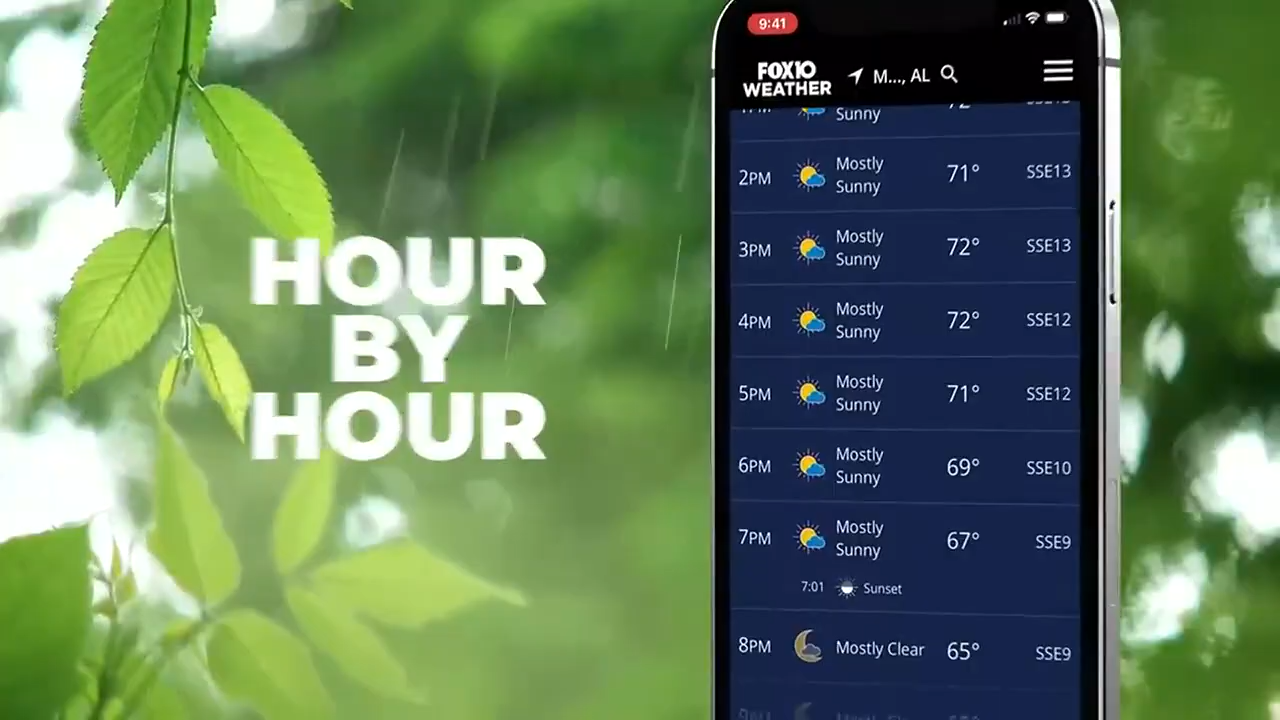 HOUR
BY
HOUR
9:41
FOX10
WEATHER
M..., AL
Sunny
2PM Mostly Sunny 71° SSE13
3PM Mostly Sunny 72° SSE13
4PM Mostly Sunny 72° SSE12
5PM Mostly Sunny 71° SSE12
6PM Mostly Sunny 69° SSE10
7PM Mostly Sunny 67° SSE9
7:01 Sunset
8PM Mostly Clear 65° SSE9